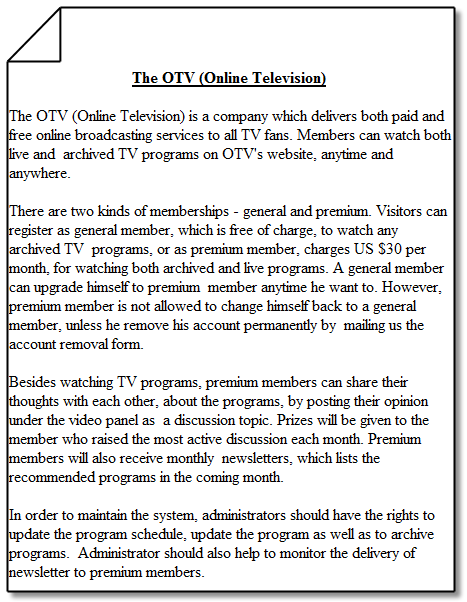 The OTV (Online Television)
The OTV (Online Television) is a company which delivers both paid and
free online broadcasting services to all TV fans. Members can watch both
live and archived TV programs on OTV's website, anytime and
anywhere.
There are two kinds of memberships - general and premium. Visitors can
register as general member, which is free of charge, to watch any
archived TV programs, or as premium member, charges US $30 per
month, for watching both archived and live programs. A general member
can upgrade himself to premium member anytime he want to. However,
premium member is not allowed to change himself back to a general
member, unless he remove his account permanently by mailing us the
account removal form.
Besides watching TV programs, premium members can share their
thoughts with each other, about the programs, by posting their opinion
under the video panel as a discussion topic. Prizes will be given to the
member who raised the most active discussion each month. Premium
members will also receive monthly newsletters, which lists the
recommended programs in the coming month.
In order to maintain the system, administrators should have the rights to
update the program schedule, update the program as well as to archive
programs. Administrator should also help to monitor the delivery of
newsletter to premium members.